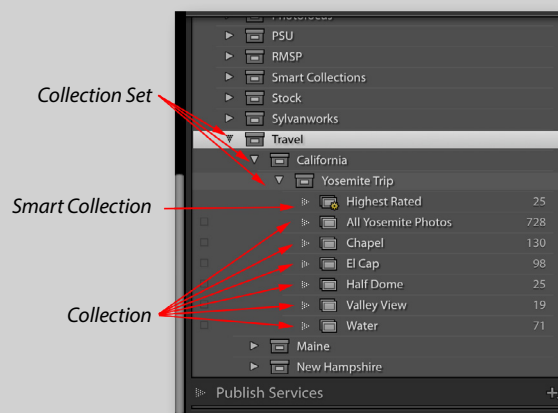 Photofocus
PSU
RMSP
Smart Collections
Collection Set
Stock
Sylvanworks
Travel
California
Yosemite Trip
Smart Collection
Highest Rated 25
All Yosemite Photos 728
Chapel 130
El Cap 98
Half Dome 25
Collection
Valley View 19
Water 71
Maine
New Hampshire
Publish Services +